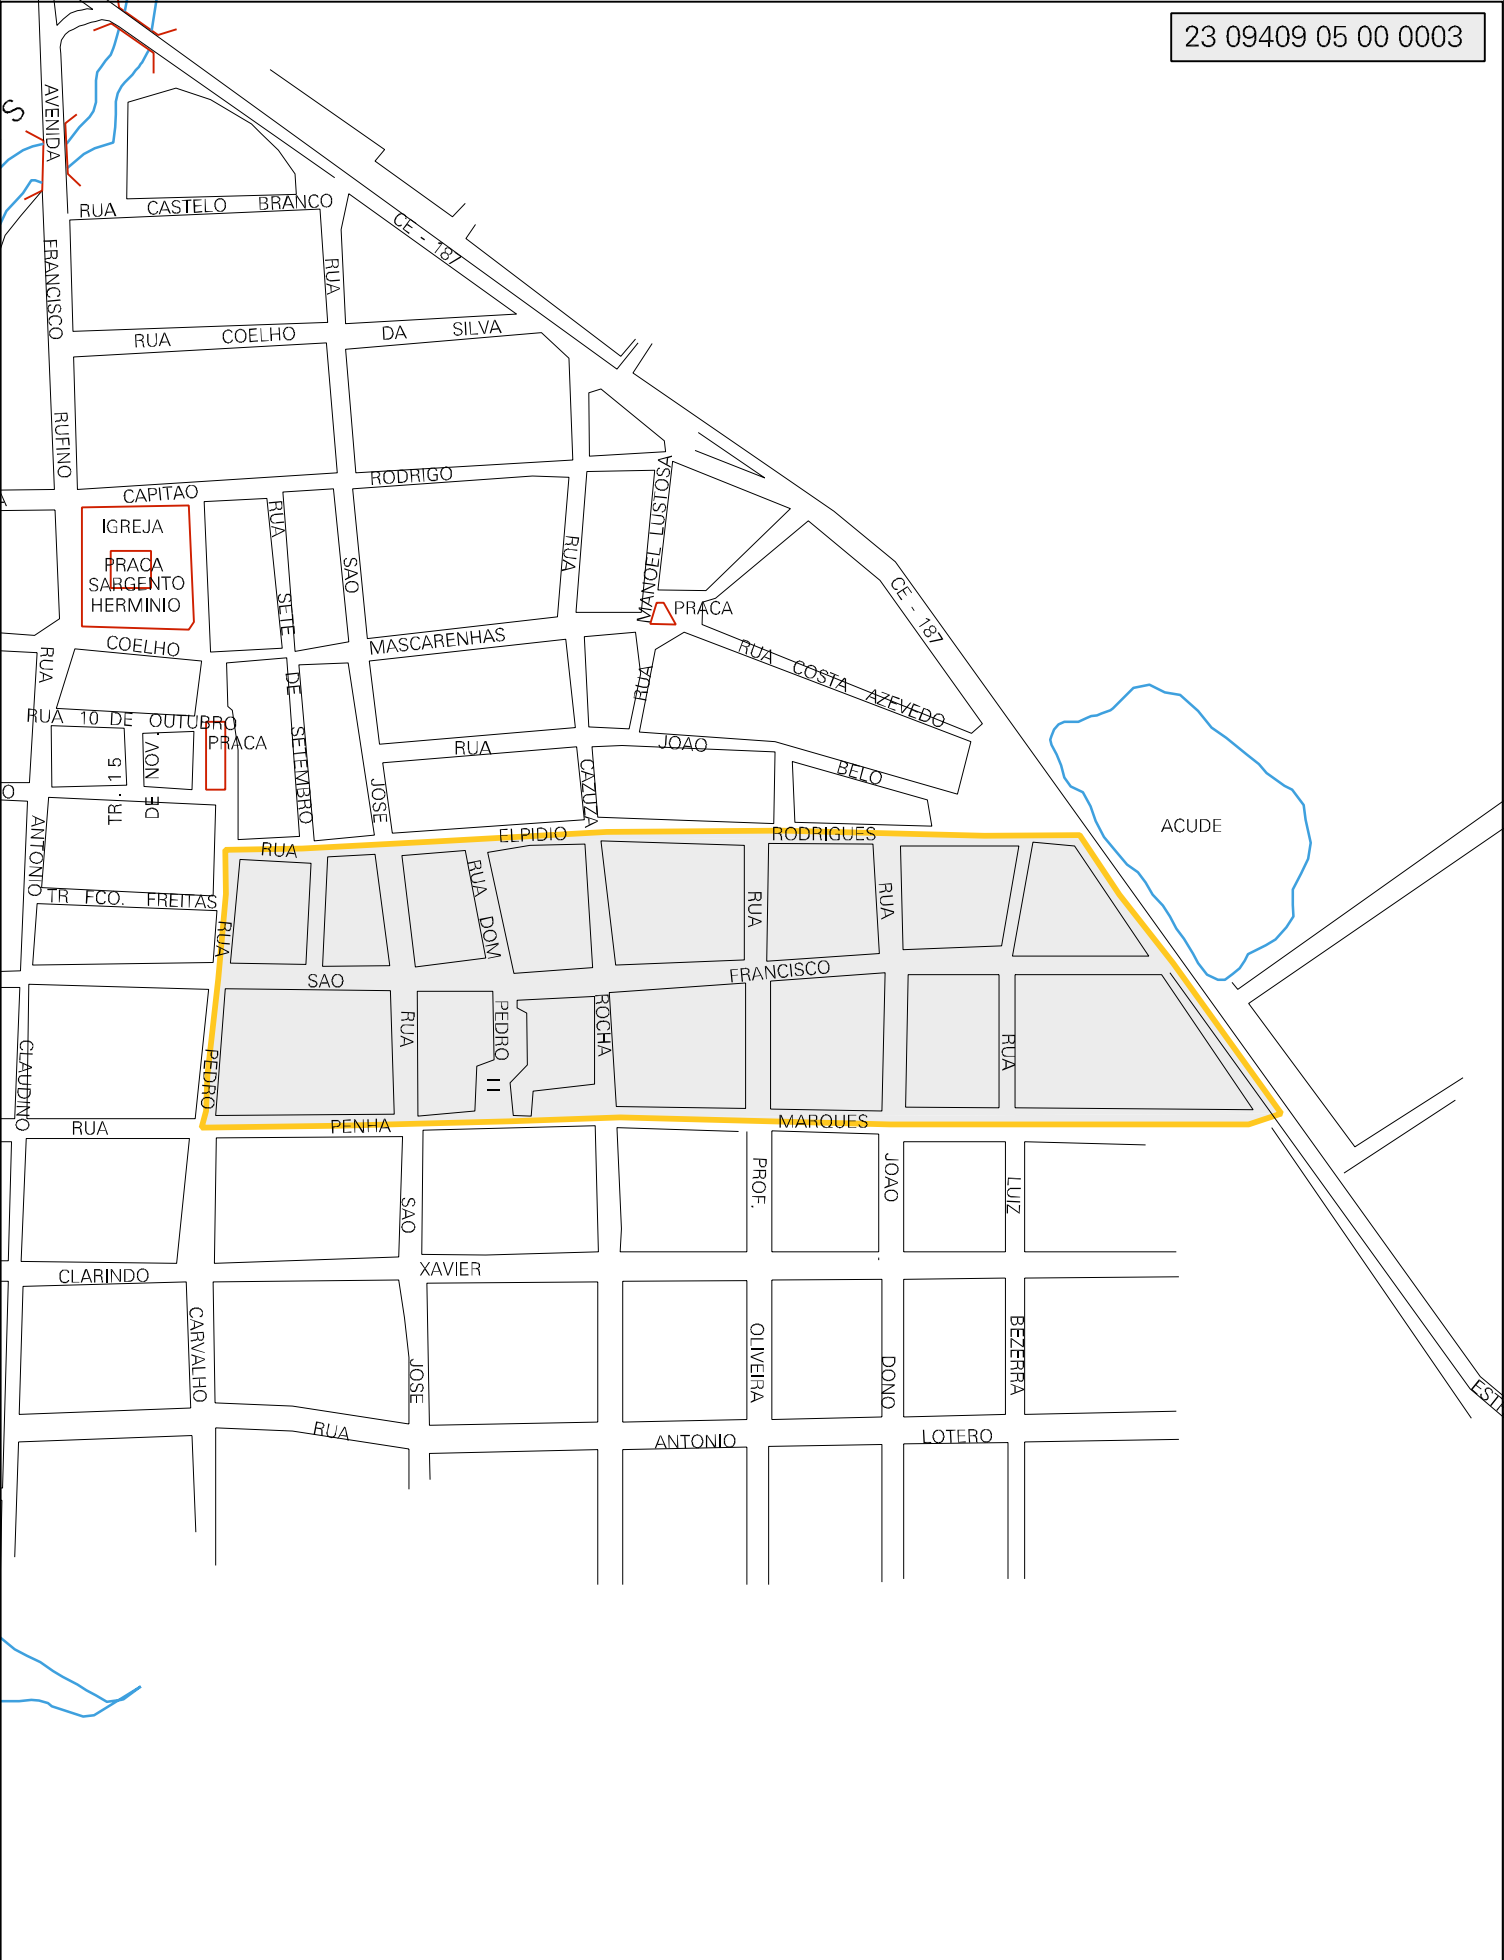 23 09409 05 00 0003
S
AVENIDA
FRANCISCO
RUFINO
RUA CASTELO BRANCO
CE - 187
RUA
RUA COELHO DA SILVA
CAPITAO RODRIGO
IGREJA
PRACA
SARGENTO
HERMINIO
RUA
SETE
DE
SETEMBRO
SAO
JOSE
RUA
CAZUZA
MANOEL LUSTOSA
RUA
PRACA
CE - 187
COELHO MASCARENHAS
RUA COSTA AZEVEDO
RUA
ANTONIO
CLAUDINO
RUA 10 DE OUTUBRO
PRACA
TR. 15
DE NOV.
RUA JOAO BELO
O
ACUDE
RUA ELPIDIO RODRIGUES
TR FCO. FREITAS
RUA
PEDRO
CARVALHO
RUA DOM
PEDRO
II
ROCHA
RUA
PROF.
OLIVEIRA
RUA
JOAO
DONO
SAO FRANCISCO
RUA
SAO
JOSE
RUA
LUIZ
BEZERRA
RUA PENHA MARQUES
CLARINDO XAVIER
RUA ANTONIO LOTERO